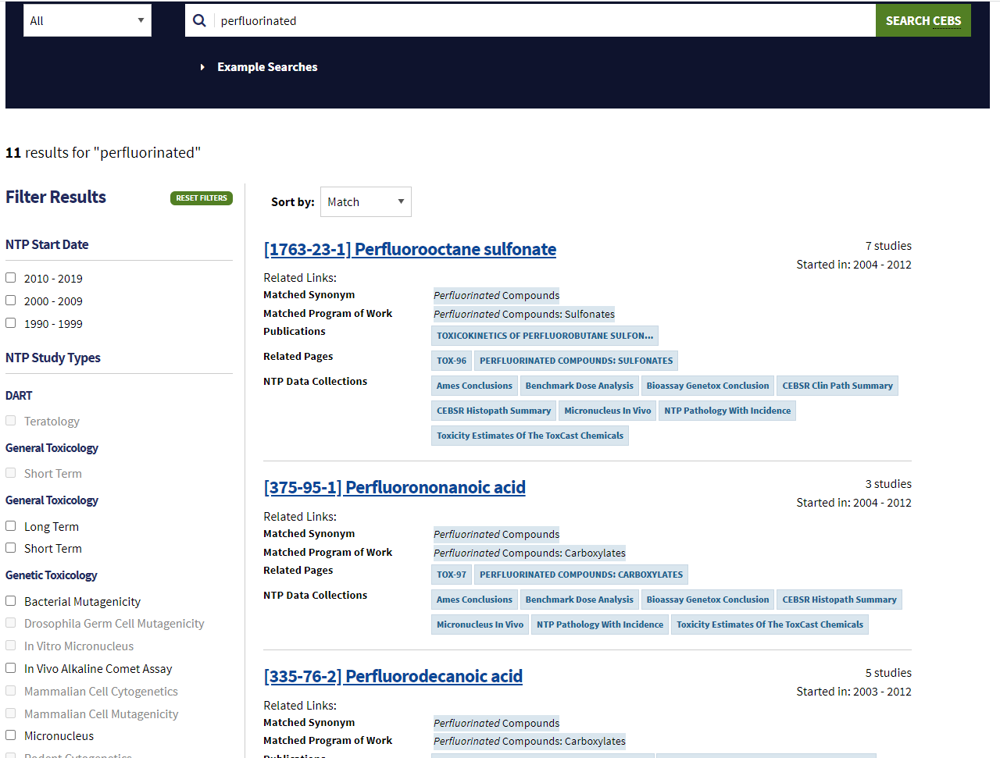 All
perfluorinated
SEARCH CEBS
Example Searches
11 results for "perfluorinated"
Filter Results
RESET FILTERS
NTP Start Date
2010 - 2019
2000 - 2009
1990 - 1999
NTP Study Types
DART
Teratology
General Toxicology
Short Term
General Toxicology
Long Term
Short Term
Genetic Toxicology
Bacterial Mutagenicity
Drosophila Germ Cell Mutagenicity
In Vitro Micronucleus
In Vivo Alkaline Comet Assay
Mammalian Cell Cytogenetics
Mammalian Cell Mutagenicity
Micronucleus
Rodent Cytogenetics
Sort by: Match
[1763-23-1] Perfluorooctane sulfonate
7 studies
Started in: 2004 - 2012
Related Links:
Matched Synonym Perfluorinated Compounds
Matched Program of Work Perfluorinated Compounds: Sulfonates
Publications TOXICOKINETICS OF PERFLUOROBUTANE SULFON...
Related Pages TOX-96 PERFLUORINATED COMPOUNDS: SULFONATES
NTP Data Collections Ames Conclusions Benchmark Dose Analysis Bioassay Genetox Conclusion CEBSR Clin Path Summary
CEBSR Histopath Summary Micronucleus In Vivo NTP Pathology With Incidence
Toxicity Estimates Of The ToxCast Chemicals
[375-95-1] Perfluorononanoic acid
3 studies
Started in: 2004 - 2012
Related Links:
Matched Synonym Perfluorinated Compounds
Matched Program of Work Perfluorinated Compounds: Carboxylates
Related Pages TOX-97 PERFLUORINATED COMPOUNDS: CARBOXYLATES
NTP Data Collections Ames Conclusions Benchmark Dose Analysis Bioassay Genetox Conclusion CEBSR Histopath Summary
Micronucleus In Vivo NTP Pathology With Incidence Toxicity Estimates Of The ToxCast Chemicals
[335-76-2] Perfluorodecanoic acid
5 studies
Started in: 2003 - 2012
Related Links:
Matched Synonym Perfluorinated Compounds
Matched Program of Work Perfluorinated Compounds: Carboxylates
Publications